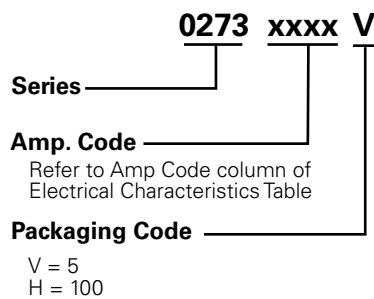 0273 xxxx V
Series
Amp. Code
Refer to Amp Code column of
Electrical Characteristics Table
Packaging Code
V = 5
H = 100